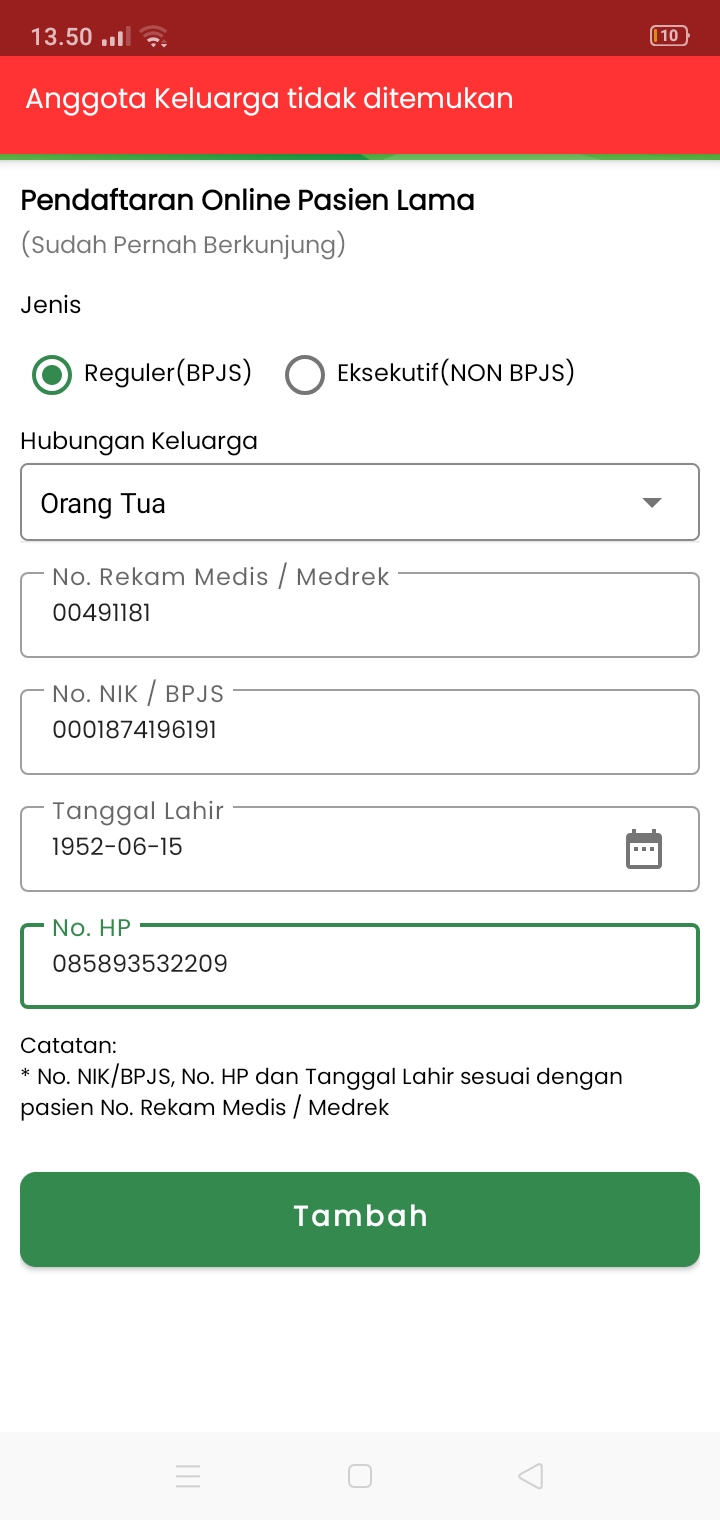 13.50
10
Anggota Keluarga tidak ditemukan
Pendaftaran Online Pasien Lama
(Sudah Pernah Berkunjung)
Jenis
Reguler(BPJS) Eksekutif(NON BPJS)
Hubungan Keluarga
Orang Tua
No. Rekam Medis / Medrek
00491181
No. NIK / BPJS
0001874196191
Tanggal Lahir
1952-06-15
No. HP
085893532209
Catatan:
* No. NIK/BPJS, No. HP dan Tanggal Lahir sesuai dengan
pasien No. Rekam Medis / Medrek
Tambah